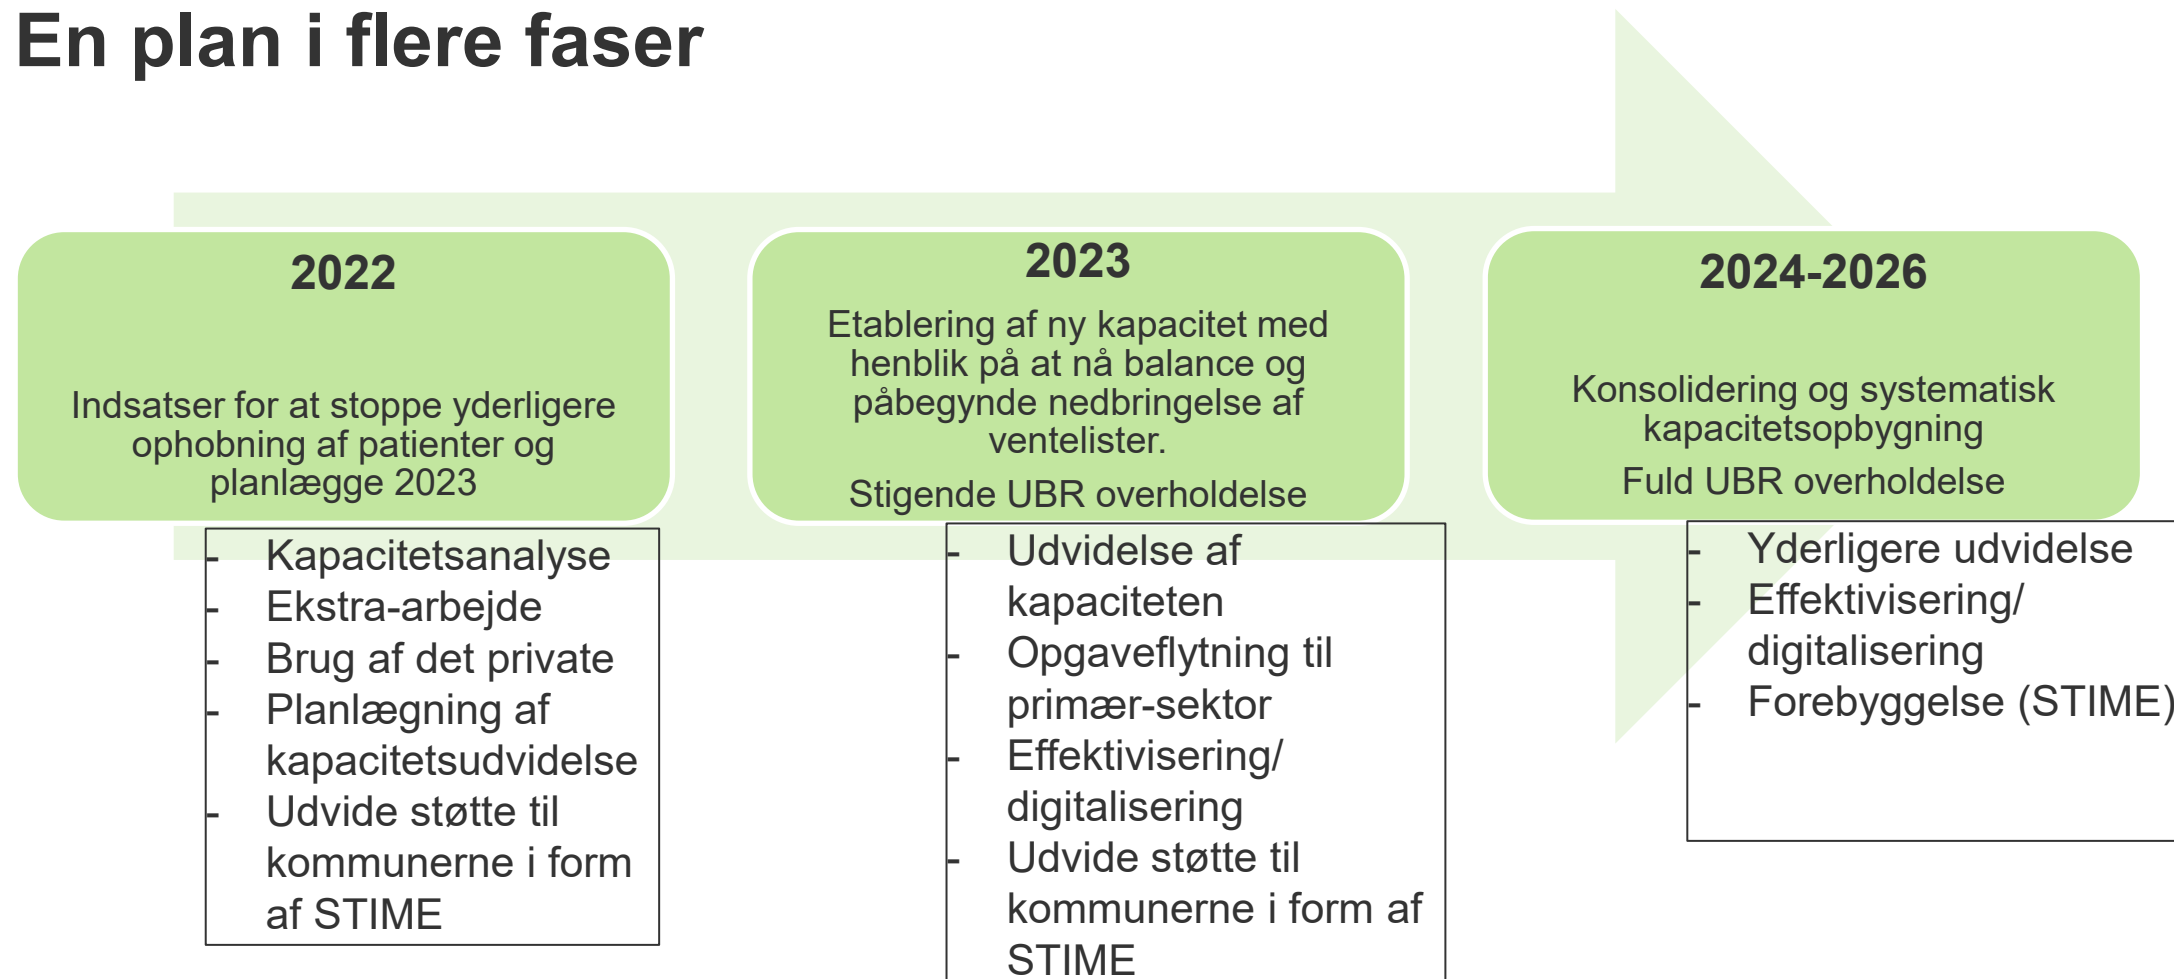 En plan i flere faser
2022
Indsatser for at stoppe yderligere
ophobning af patienter og
planlægge 2023
- Kapacitetsanalyse
- Ekstra-arbejde
- Brug af det private
- Planlægning af
kapacitetsudvidelse
- Udvide støtte til
kommunerne i form
af STIME
2023
Etablering af ny kapacitet med
henblik på at nå balance og
påbegynde nedbringelse af
ventelister.
Stigende UBR overholdelse
- Udvidelse af
kapaciteten
- Opgaveflytning til
primær-sektor
- Effektivisering/
digitalisering
- Udvide støtte til
kommunerne i form af
STIME
2024-2026
Konsolidering og systematisk
kapacitetsopbygning
Fuld UBR overholdelse
- Yderligere udvidelse
- Effektivisering/
digitalisering
- Forebyggelse (STIME)